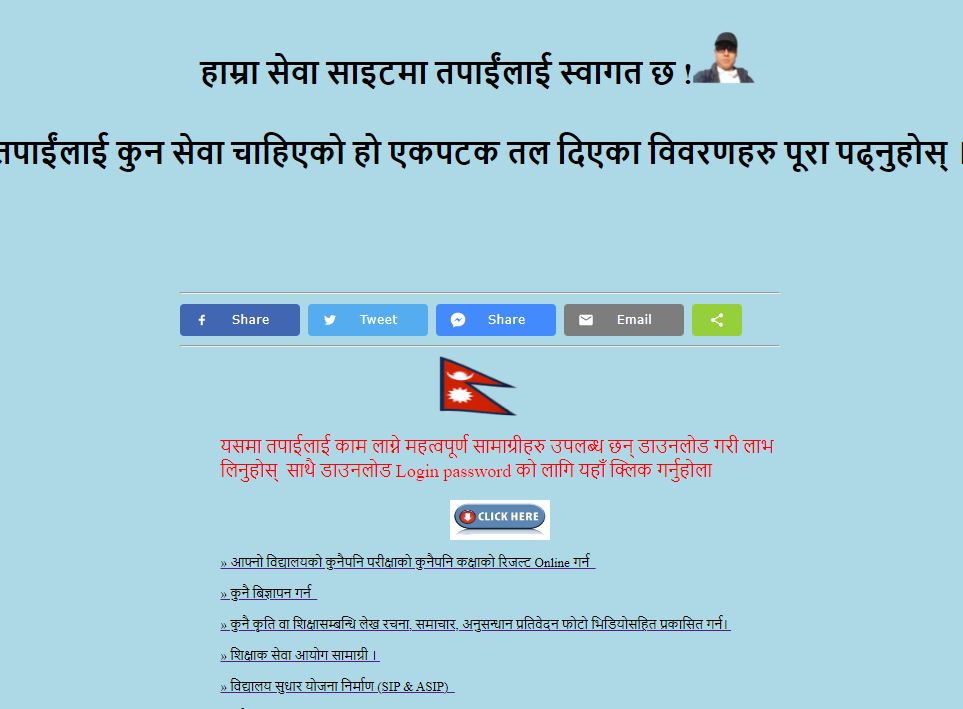 हाम्रा सेवा साइटमा तपाईंलाई स्वागत छ !
तपाईंलाई कुन सेवा चाहिएको हो एकपटक तल दिएका विवरणहरु पूरा पढ्नुहोस् ।
Share Tweet Share Email
यसमा तपाईलाई काम लाग्ने महत्वपूर्ण सामाग्रीहरु उपलब्ध छन् डाउनलोड गरी लाभ
लिनुहोस् साथै डाउनलोड Login password को लागि यहाँ क्लिक गर्नुहोला
CLICK HERE
» आफ्नो विद्यालयको कुनैपनि परीक्षाको कुनैपनि कक्षाको रिजल्ट Online गर्न
» कुनै बिज्ञापन गर्न
» कुनै कृति वा शिक्षासम्बन्धि लेख रचना, समाचार, अनुसन्धान प्रतिवेदन फोटो भिडियोसहित प्रकासित गर्न।
» शिक्षाक सेवा आयोग सामाग्री ।
» विद्यालय सुधार योजना निर्माण (SIP & ASIP)